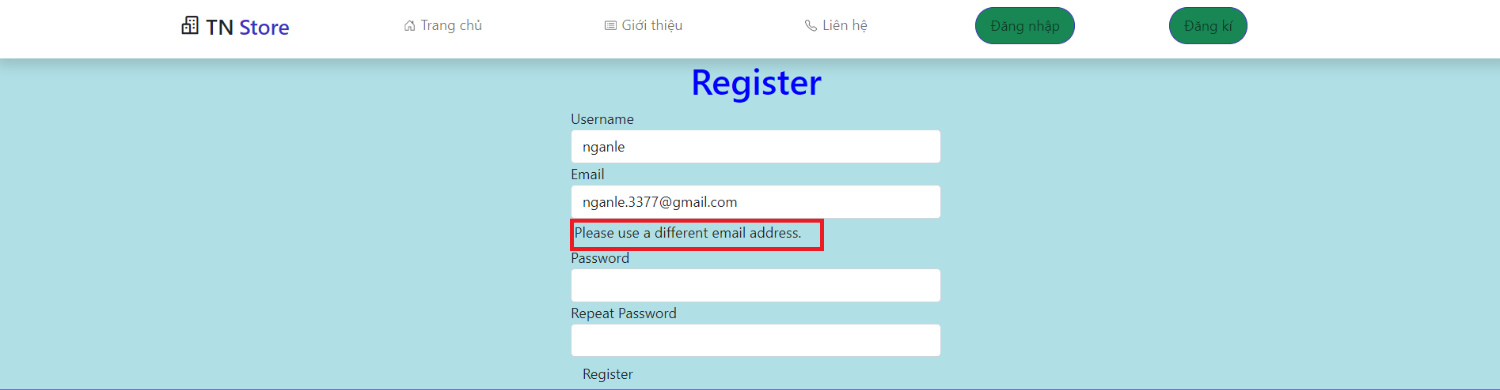 TN Store Trang chủ Giới thiệu Liên hệ Đăng nhập Đăng kí
Register
Username
nganle
Email
nganle.3377@gmail.com
Please use a different email address.
Password
Repeat Password
Register